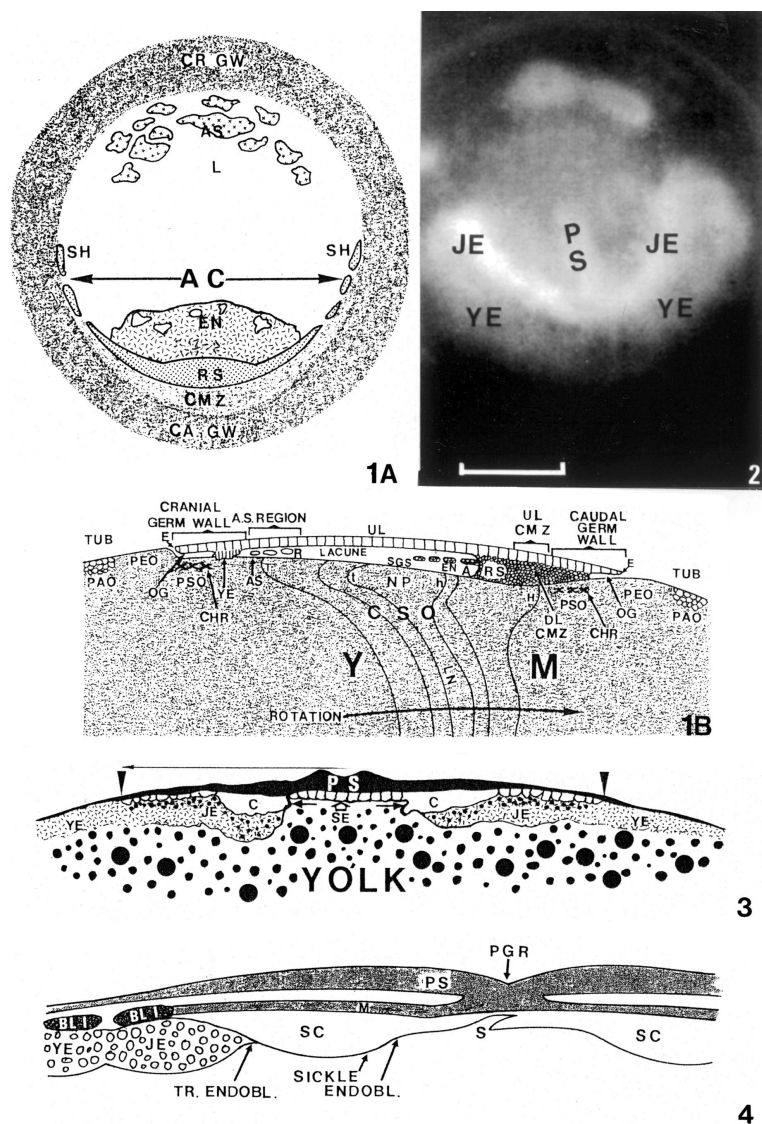 CR GW
AS
L
SH SH
A C
EN
RS
CMZ
CA GW
1A
P
S
JE JE
YE YE
2
CRANIAL
GERM WALL
A.S. REGION
UL
UL
CMZ
CAUDAL
GERM
WALL
TUB
E
E
TUB
PEO
R
LACUNE
SGS
EN
A
RS
PEO
PAO
OG
PSO
YE
AS
NP
h
H
PSO
OG
PAO
CHR
C S O
DL
CMZ
CHR
Y
LN
M
ROTATION
1B
P S
YE
JE
C
SE
C
JE
YE
YOLK
3
PGR
PS
BL I
BL I
M
YE
JE
SC
S
SC
TR. ENDOBL.
SICKLE
ENDOBL.
4